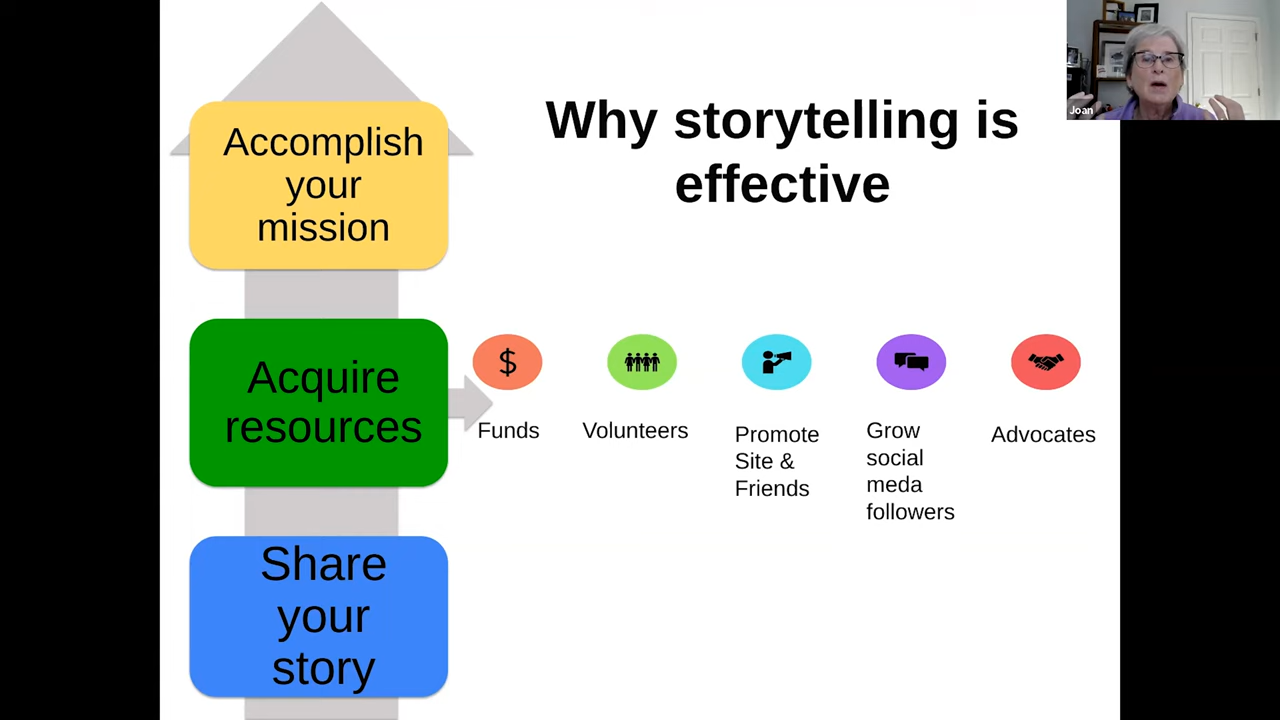 Why storytelling is
effective
Joan
Accomplish
your
mission
Acquire
resources
$
Funds
Volunteers
Promote
Site &
Friends
Grow
social
meda
followers
Advocates
Share
your
story